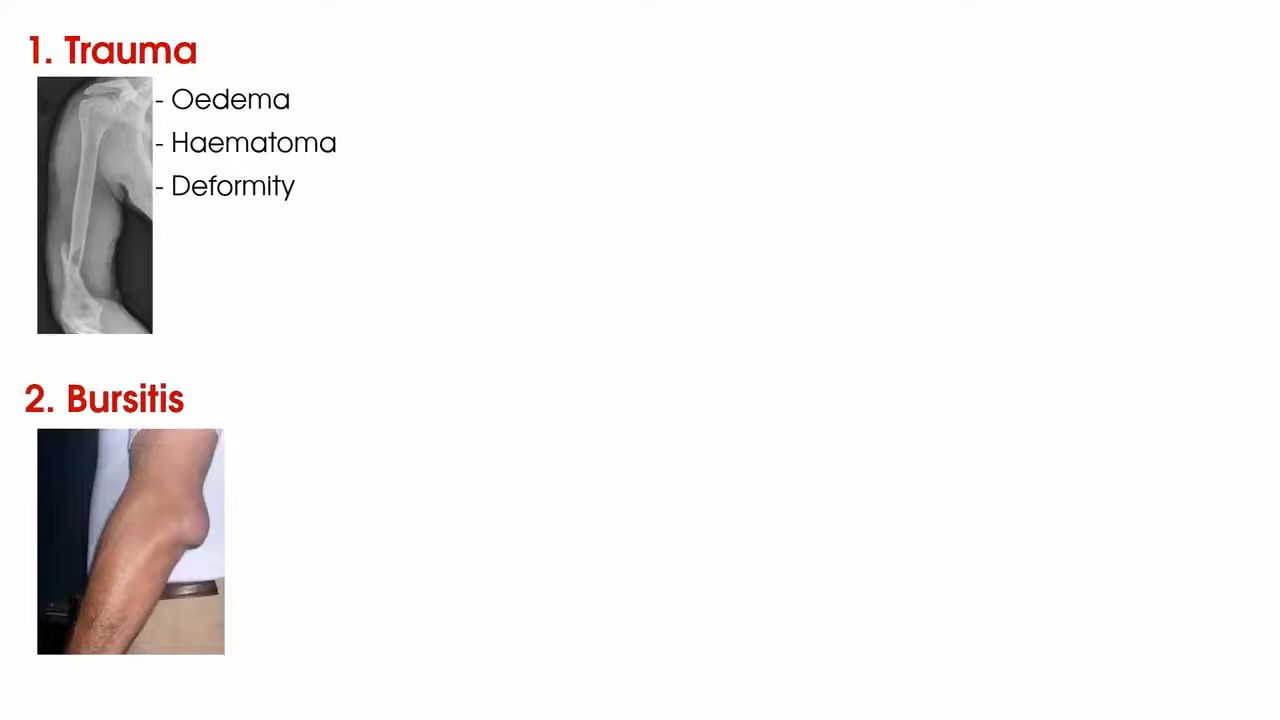 1. Trauma
- Oedema
- Haematoma
- Deformity
2. Bursitis